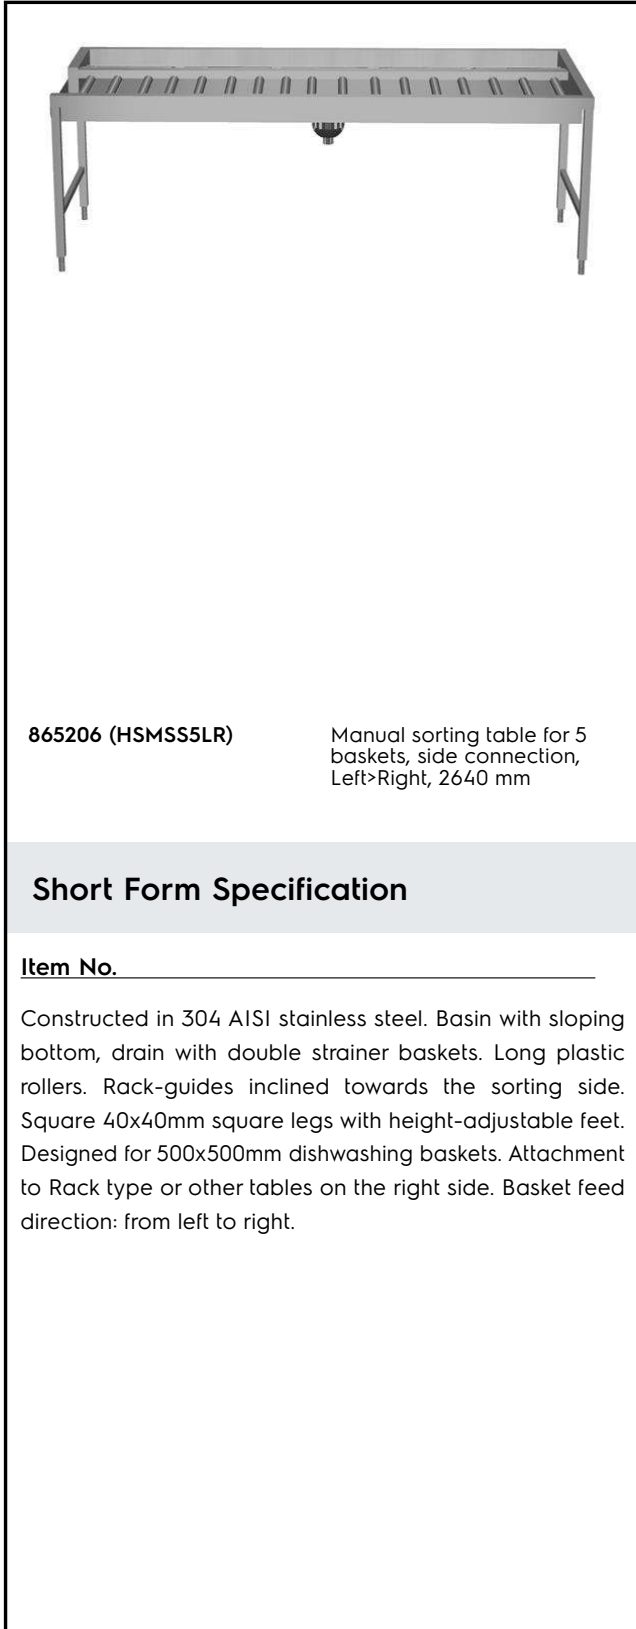 865206 (HSMSS5LR)
Manual sorting table for 5
baskets, side connection,
Left>Right, 2640 mm
Short Form Specification
Item No.
Constructed in 304 AISI stainless steel. Basin with sloping
bottom, drain with double strainer baskets. Long plastic
rollers. Rack-guides inclined towards the sorting side.
Square 40x40mm square legs with height-adjustable feet.
Designed for 500x500mm dishwashing baskets. Attachment
to Rack type or other tables on the right side. Basket feed
direction: from left to right.